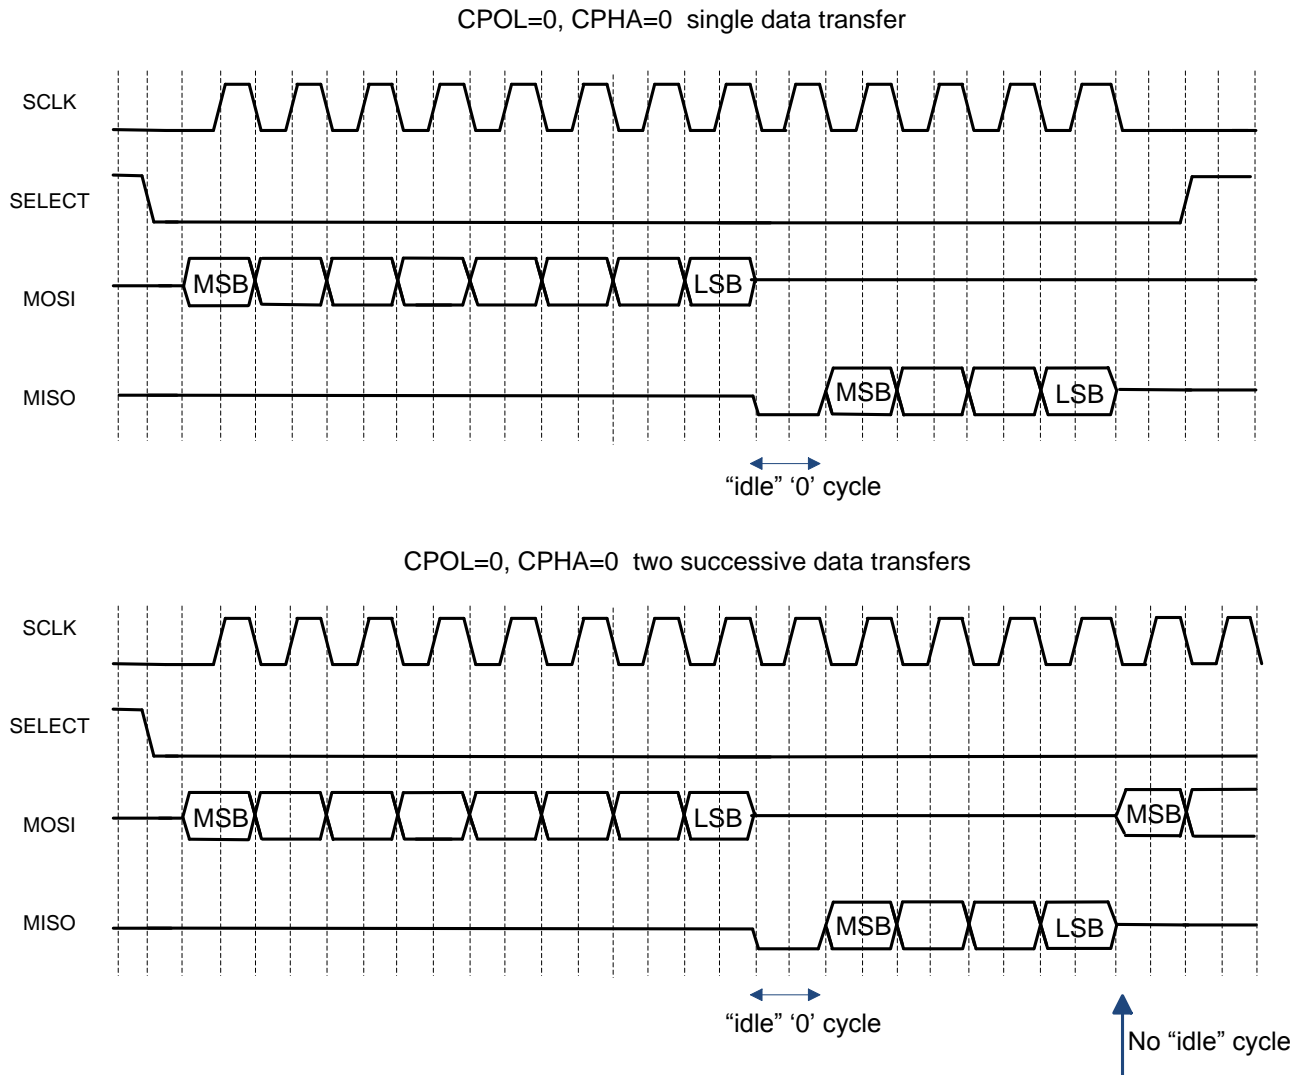 CPOL=0, CPHA=0 single data transfer
SCLK
SELECT
MSB LSB
MOSI
MSB LSB
MISO
“idle” ‘0’ cycle
CPOL=0, CPHA=0 two successive data transfers
SCLK
SELECT
MSB LSB MSB
MOSI
MISO MSB LSB
“idle” ‘0’ cycle
No “idle” cycle